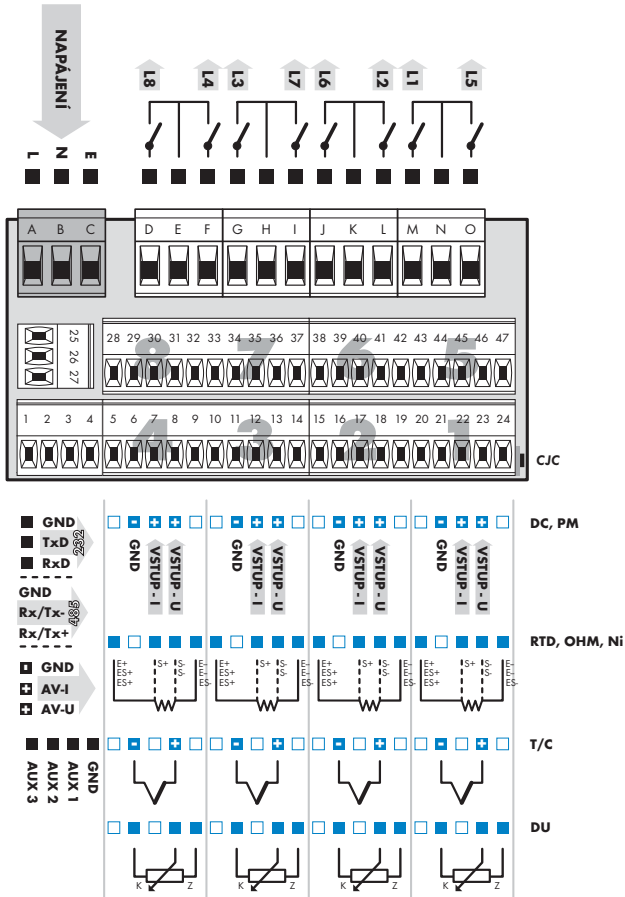 NAPÁJENÍ
L N E
L8 L4 L3 L7 L6 L2 L1 L5
A B C D E F G H I J K L M N O
25
26
27
28 29 30 31 32 33 34 35 36 37 38 39 40 41 42 43 44 45 46 47
8 7 6 5
1 2 3 4 5 6 7 8 9 10 11 12 13 14 15 16 17 18 19 20 21 22 23 24
4 3 2 1
CJC
GND
TxD
RxD
232
GND
Rx/Tx-
Rx/Tx+
485
- GND
+ AV-I
+ AV-U
AUX 3 AUX 2 AUX 1 GND
- + + - + + - + + - + + DC, PM
GND VSTUP - I VSTUP - U GND VSTUP - I VSTUP - U GND VSTUP - I VSTUP - U GND VSTUP - I VSTUP - U
RTD, OHM, Ni
E+ S+ S- E- E+ S+ S- E- E+ S+ S- E- E+ S+ S- E-
ES+ S- ES- ES+ S- ES- ES+ S- ES- ES+ S- ES-
ES+ ES+ ES+ ES+
- + - + - + - + T/C
DU
K Z K Z K Z K Z